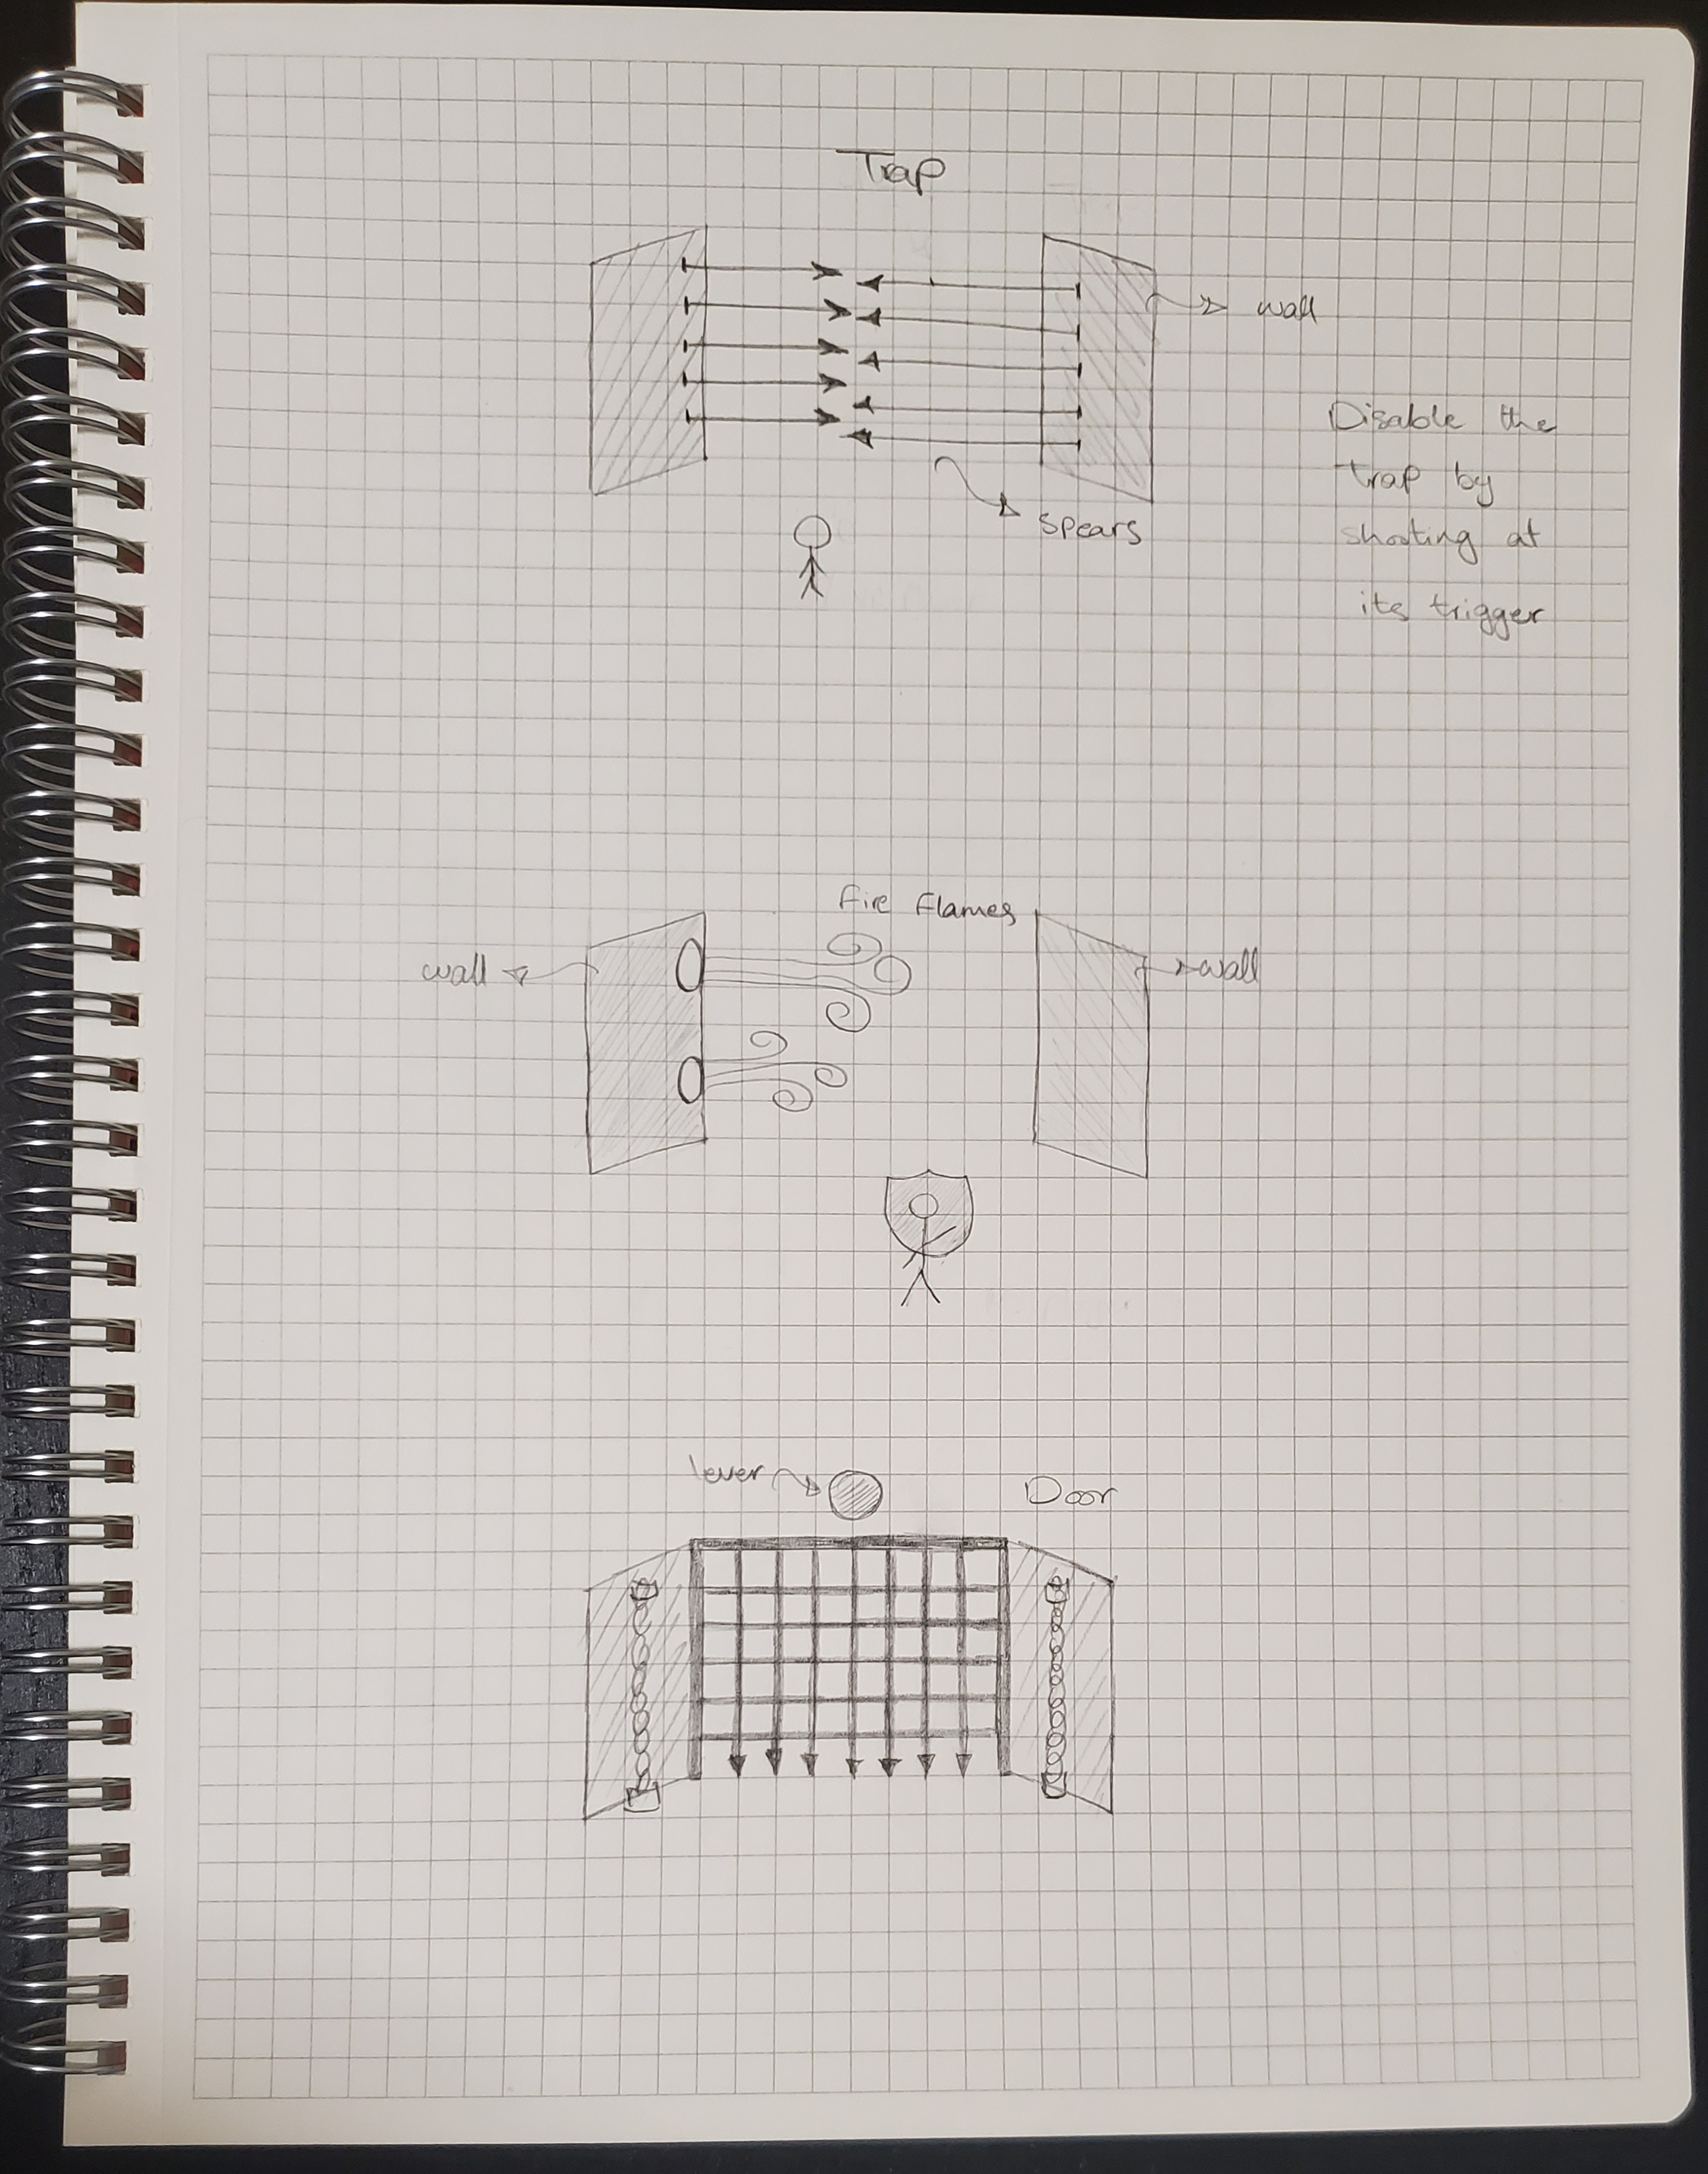 Trap
wall
Disable the
trap by
shooting at
its trigger
spears
fire flames
wall
wall
lever
Door